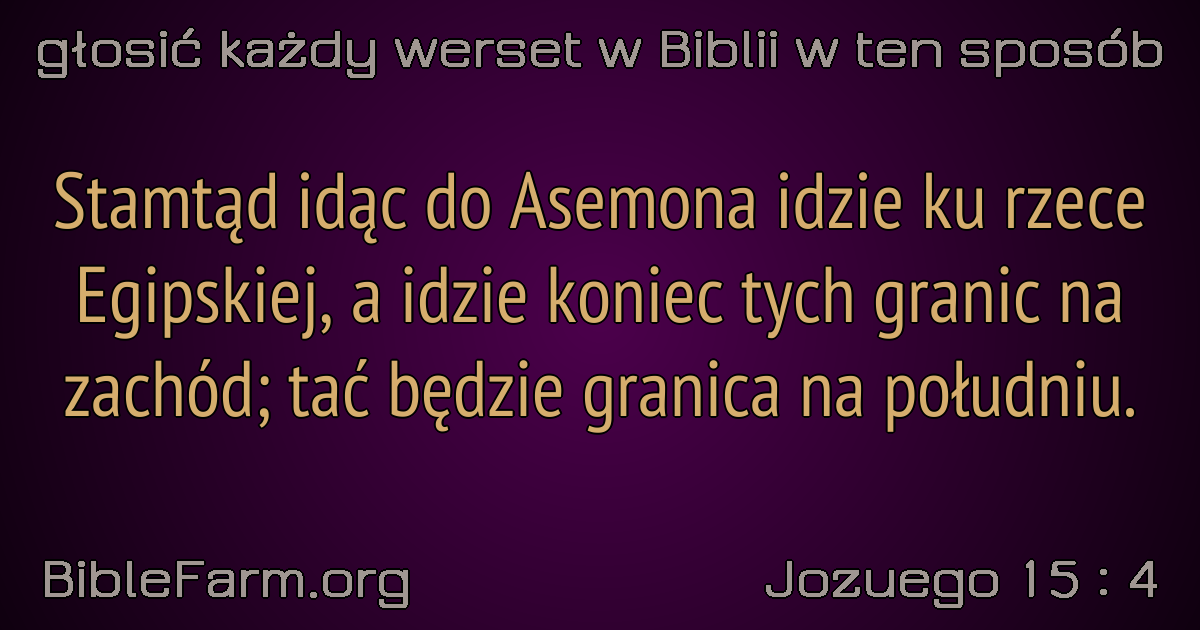 głosić każdy werset w Biblii w ten sposób
Stamtąd idąc do Asemona idzie ku rzece
Egipskiej, a idzie koniec tych granic na
zachód; tać będzie granica na południu.
BibleFarm.org
Jozuego 15 : 4